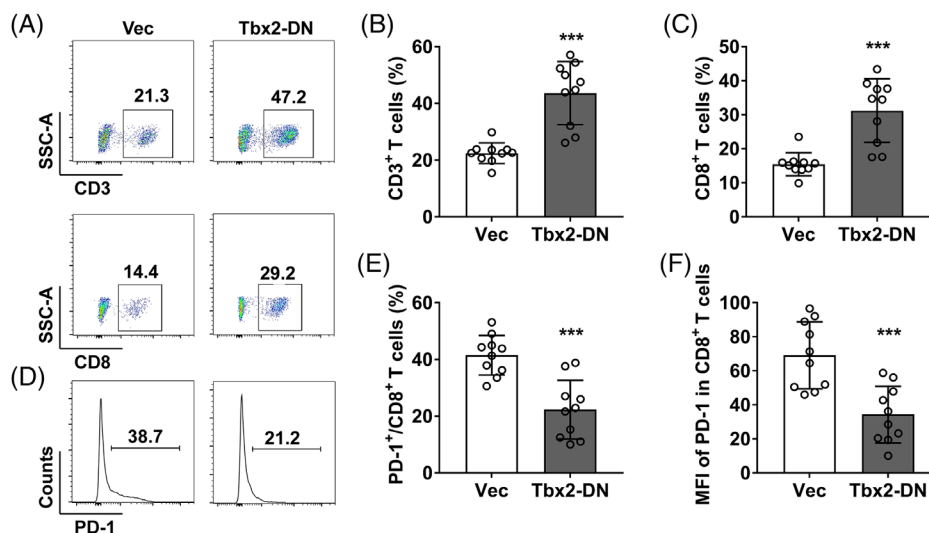 (A)
Vec
Tbx2-DN
21.3
47.2
SSC-A
CD3
14.4
29.2
SSC-A
CD8
(B)
***
60
40
20
0
CD3+ T cells (%)
Vec
Tbx2-DN
(C)
***
50
40
30
20
10
0
CD8+ T cells (%)
Vec
Tbx2-DN
(D)
38.7
21.2
Counts
PD-1
(E)
***
60
40
20
0
PD-1+/CD8+ T cells (%)
Vec
Tbx2-DN
(F)
***
100
80
60
40
20
0
MFI of PD-1 in CD8+ T cells
Vec
Tbx2-DN